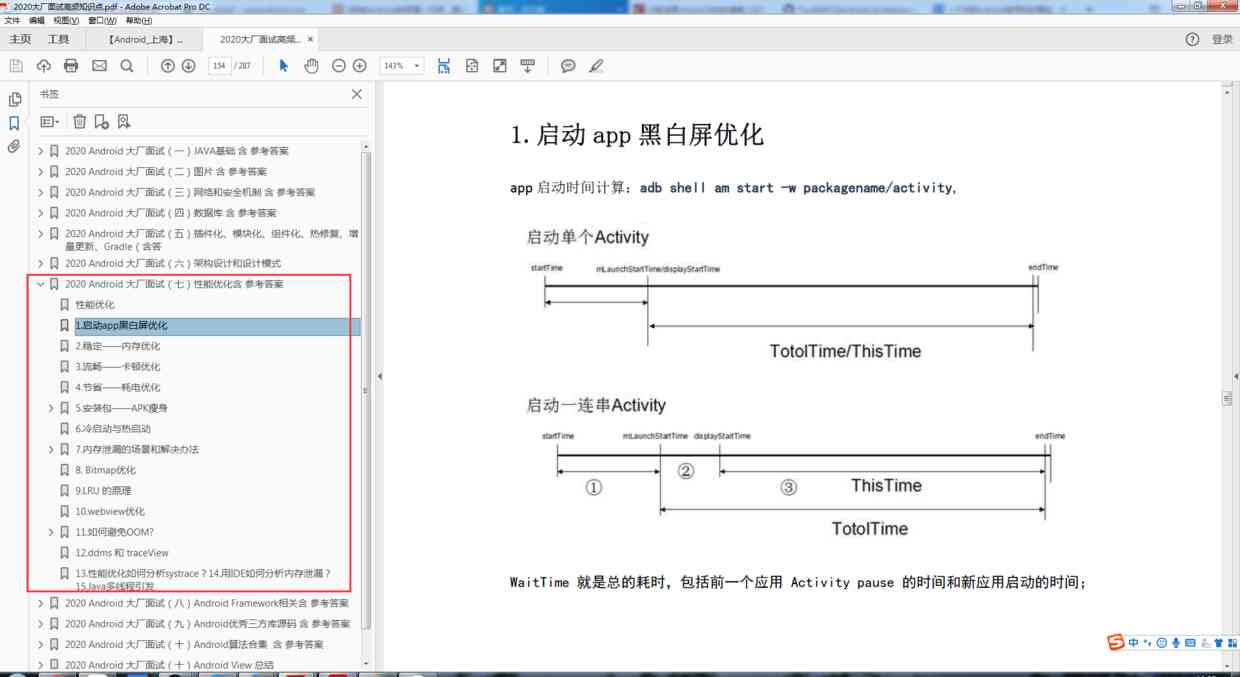 2020大厂面试高频知识点.pdf - Adobe Acrobat Pro DC
文件 编辑 视图(V) 窗口(W) 帮助(H)
主页 工具 【Android_上海】... 2020大厂面试高频... × 登录
154 / 287 143%
书签
2020 Android 大厂面试（一）JAVA基础 含 参考答案
2020 Android 大厂面试（二）图片 含 参考答案
2020 Android 大厂面试（三）网络和安全机制 含 参考答案
2020 Android 大厂面试（四）数据库 含 参考答案
2020 Android 大厂面试（五）插件化、模块化、组件化、热修复、增
量更新、Gradle（含答
2020 Android 大厂面试（六）架构设计和设计模式
2020 Android 大厂面试（七）性能优化含 参考答案
性能优化
1.启动app黑白屏优化
2.稳定——内存优化
3.流畅——卡顿优化
4.节省——耗电优化
5.安装包——APK瘦身
6.冷启动与热启动
7.内存泄漏的场景和解决办法
8. Bitmap优化
9.LRU 的原理
10.webview优化
11.如何避免OOM?
12.ddms 和 traceView
13.性能优化如何分析systrace？14.用IDE如何分析内存泄漏？
15.Java多线程引发
2020 Android 大厂面试（八）Android Framework相关含 参考答案
2020 Android 大厂面试（九）Android优秀三方库源码 含 参考答案
2020 Android 大厂面试（十）Android算法合集 含 参考答案
2020 Android 大厂面试（十）Android View 总结
1. 启动 app 黑白屏优化
app 启动时间计算：adb shell am start -w packagename/activity,
启动单个Activity
startTime mLaunchStartTime/displayStartTime endTime
TotolTime/ThisTime
启动一连串Activity
startTime mLaunchStartTime displayStartTime endTime
① ② ③ ThisTime
TotolTime
WaitTime 就是总的耗时，包括前一个应用 Activity pause 的时间和新应用启动的时间；
中